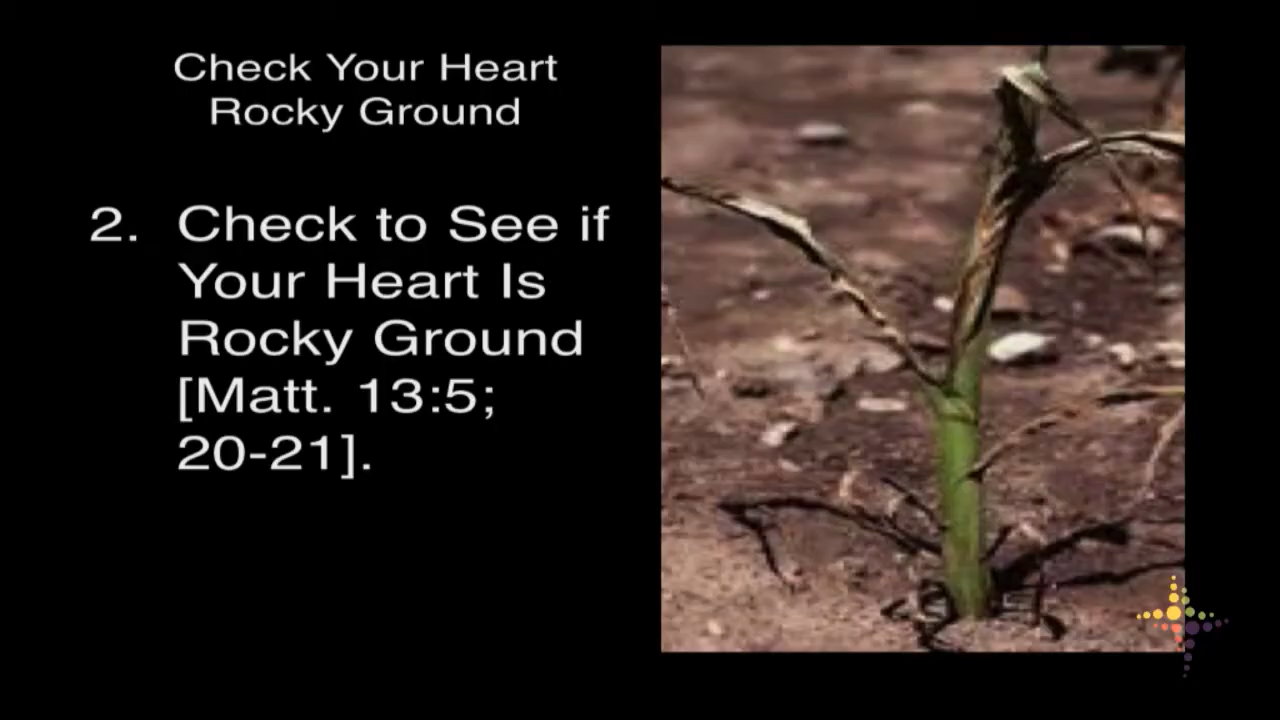 Check Your Heart
Rocky Ground
2. Check to See if
Your Heart Is
Rocky Ground
[Matt. 13:5;
20-21].